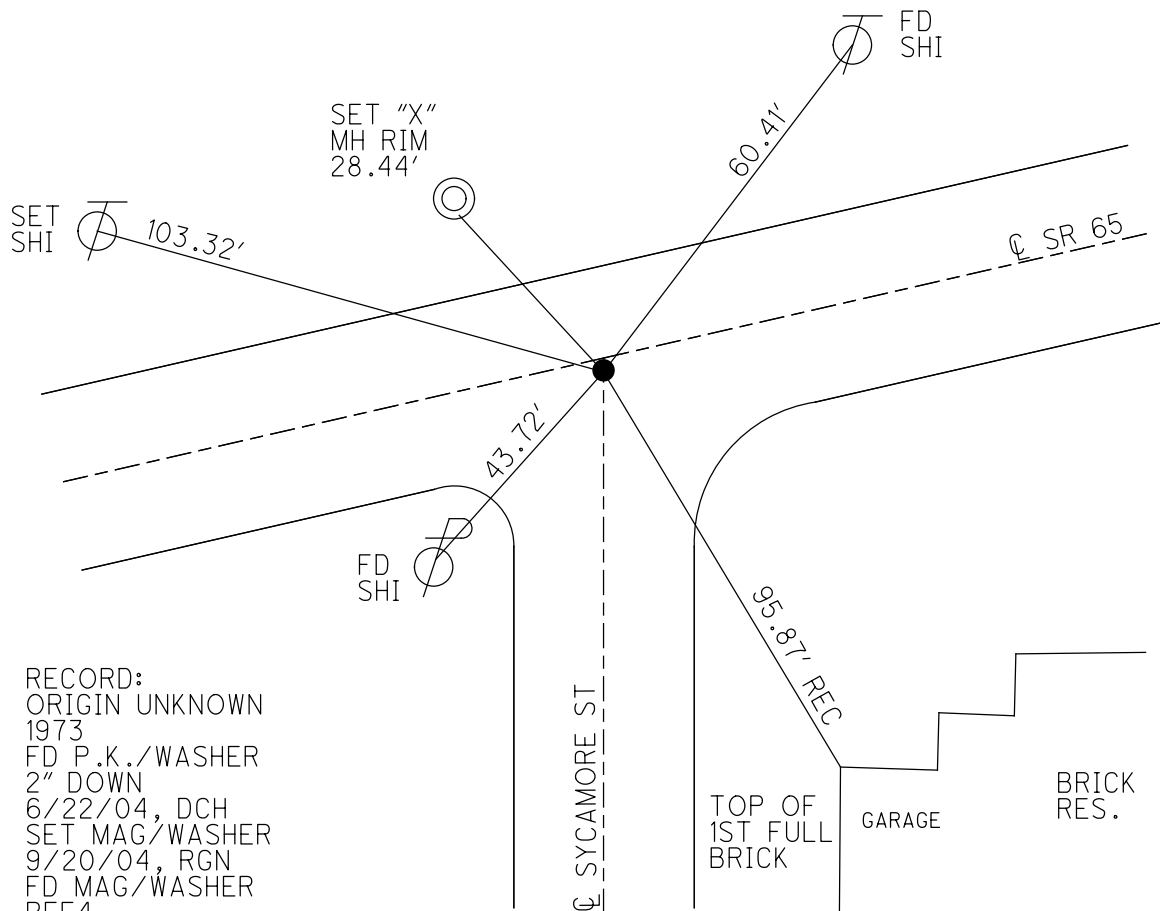 FD
SHI
SET "X"
MH RIM
28.44'
60.41'
SET
SHI
103.32'
℄ SR 65
43.72'
FD
SHI
95.87' REC
RECORD:
ORIGIN UNKNOWN
1973
FD P.K./WASHER
2" DOWN
6/22/04, DCH
SET MAG/WASHER
9/20/04, RGN
FD MAG/WASHER
℄ SYCAMORE ST
TOP OF
1ST FULL
BRICK
GARAGE
BRICK
RES.